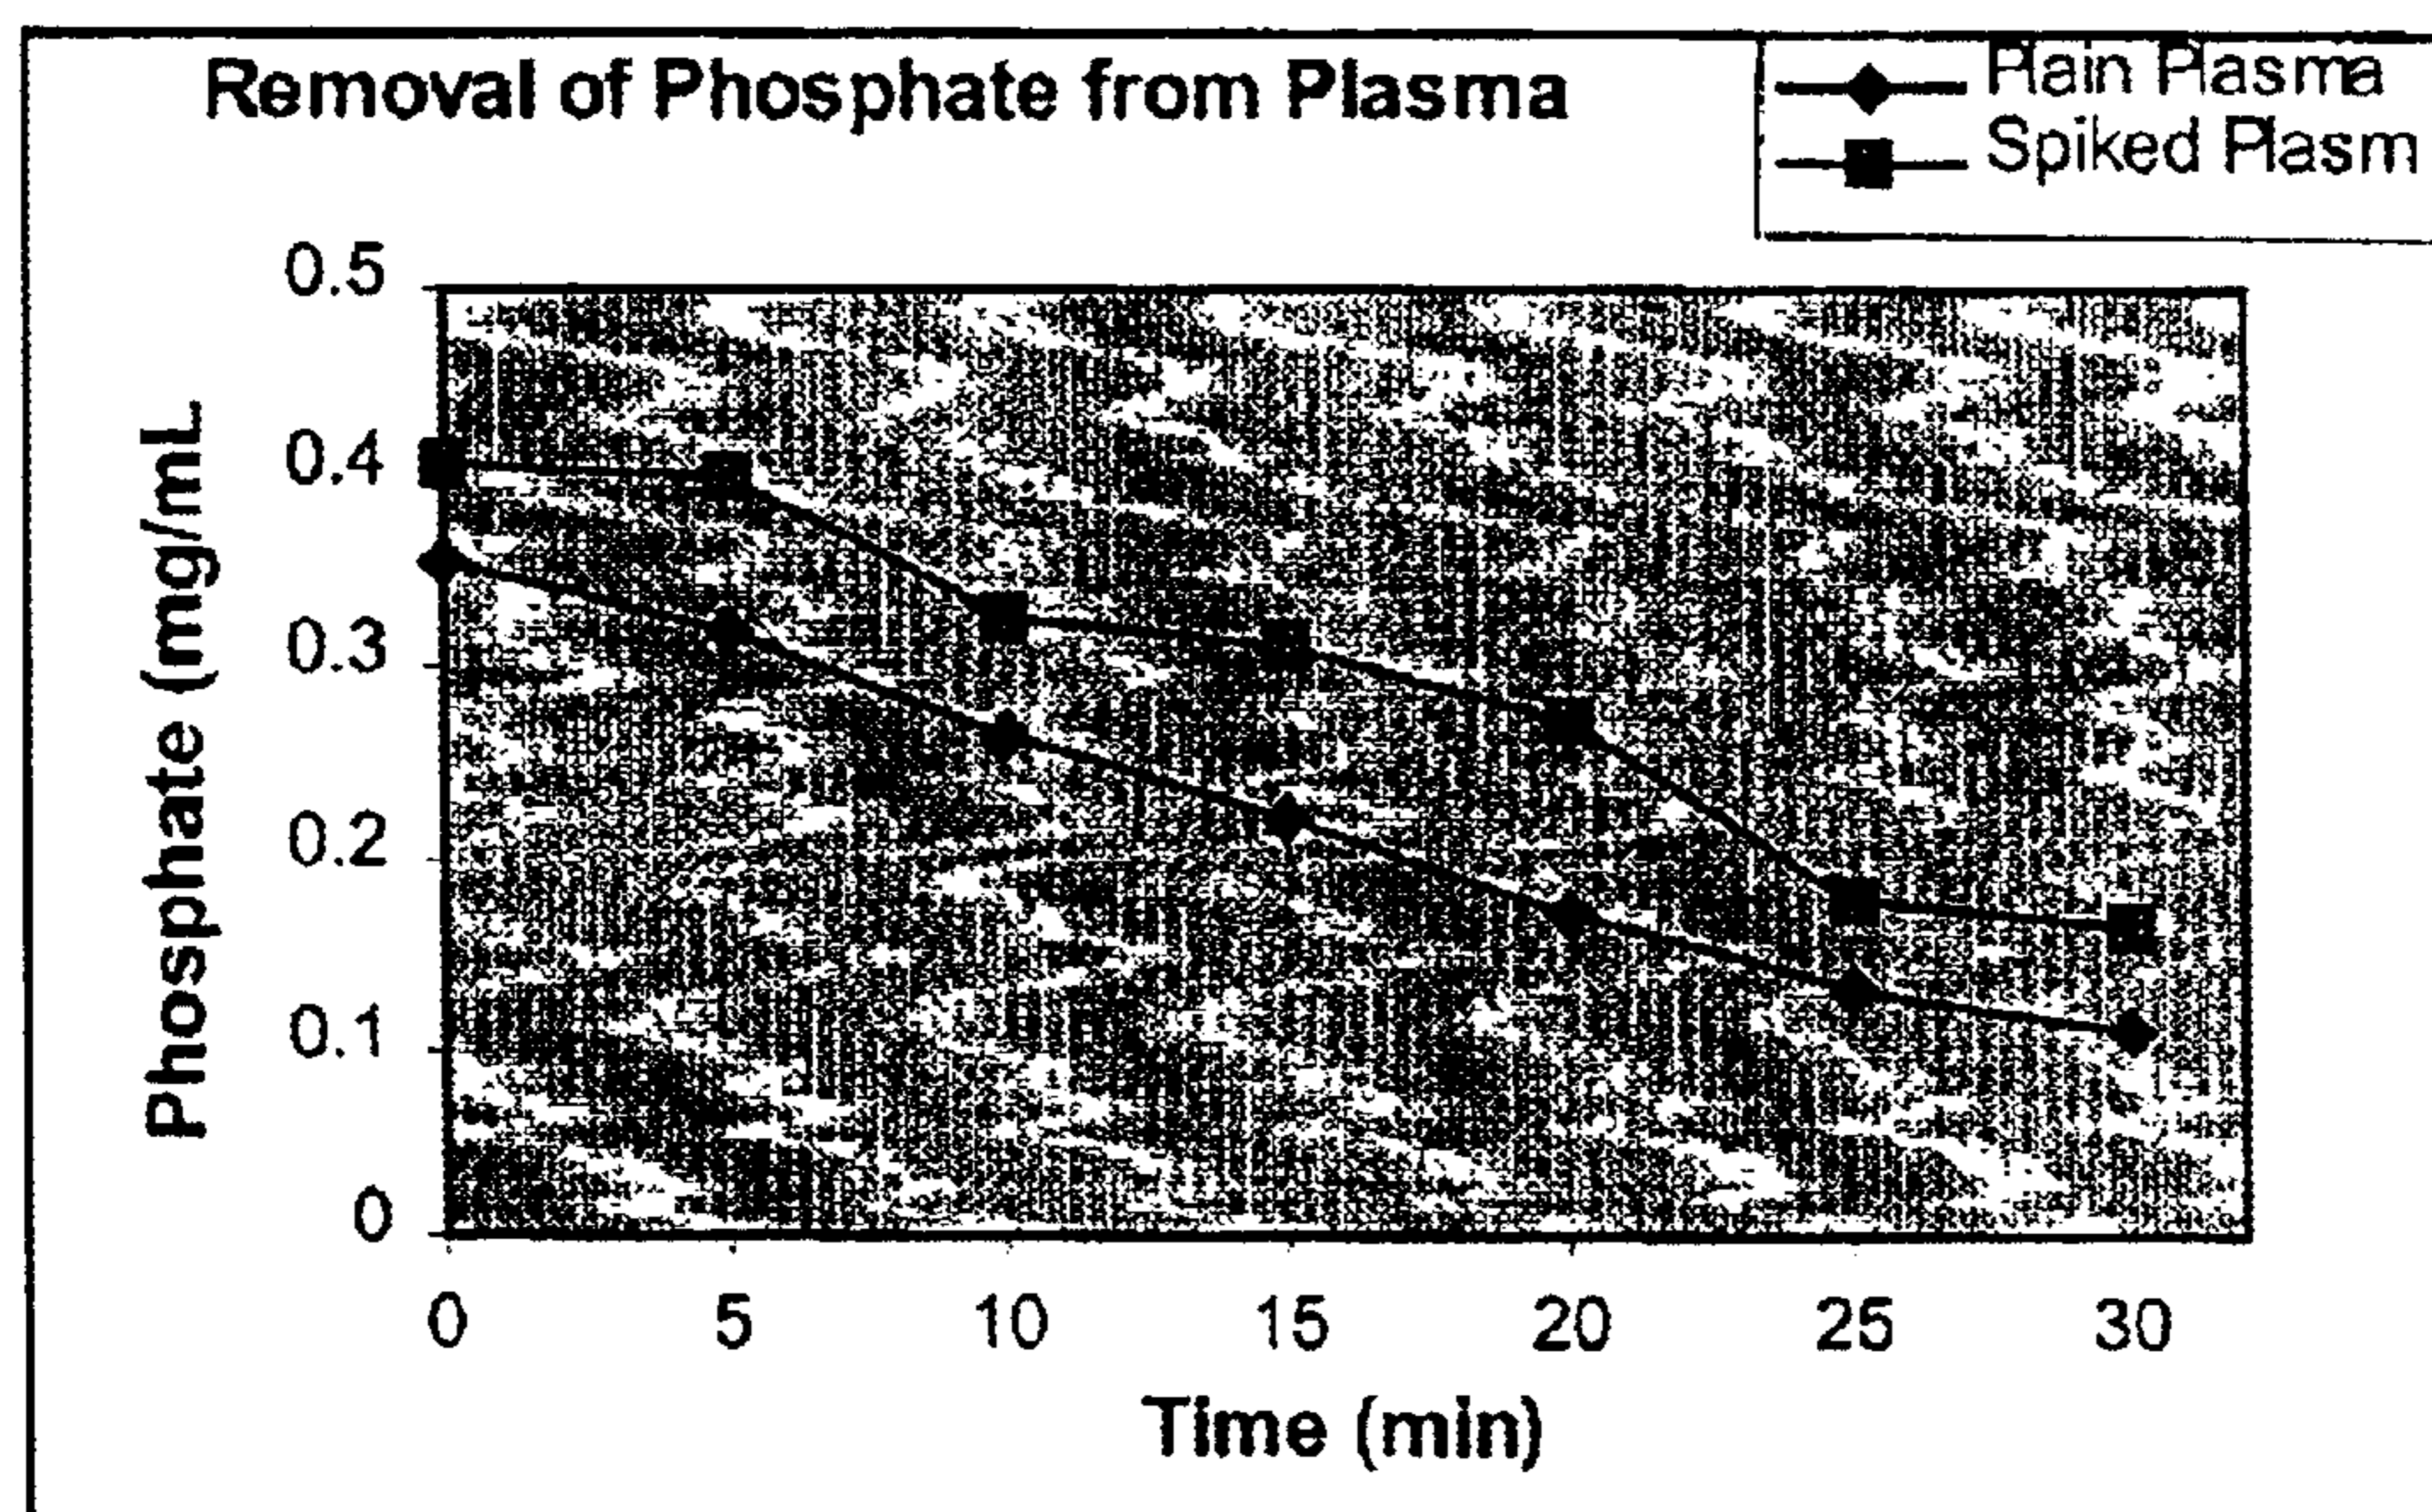 Removal of Phosphate from Plasma
Plain Plasma
Spiked Plasm
0.5
0.4
0.3
0.2
0.1
0
Phosphate (mg/mL
0
5
10
15
20
25
30
Time (min)